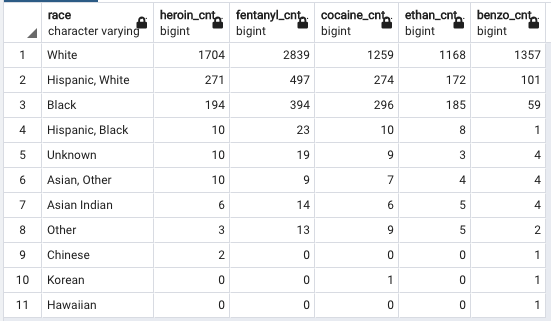 race heroin_cnt fentanyl_cnt cocaine_cnt ethan_cnt benzo_cnt
character varying bigint bigint bigint bigint bigint
1 White 1704 2839 1259 1168 1357
2 Hispanic, White 271 497 274 172 101
3 Black 194 394 296 185 59
4 Hispanic, Black 10 23 10 8 1
5 Unknown 10 19 9 3 4
6 Asian, Other 10 9 7 4 4
7 Asian Indian 6 14 6 5 4
8 Other 3 13 9 5 2
9 Chinese 2 0 0 0 1
10 Korean 0 0 1 0 1
11 Hawaiian 0 0 0 0 1